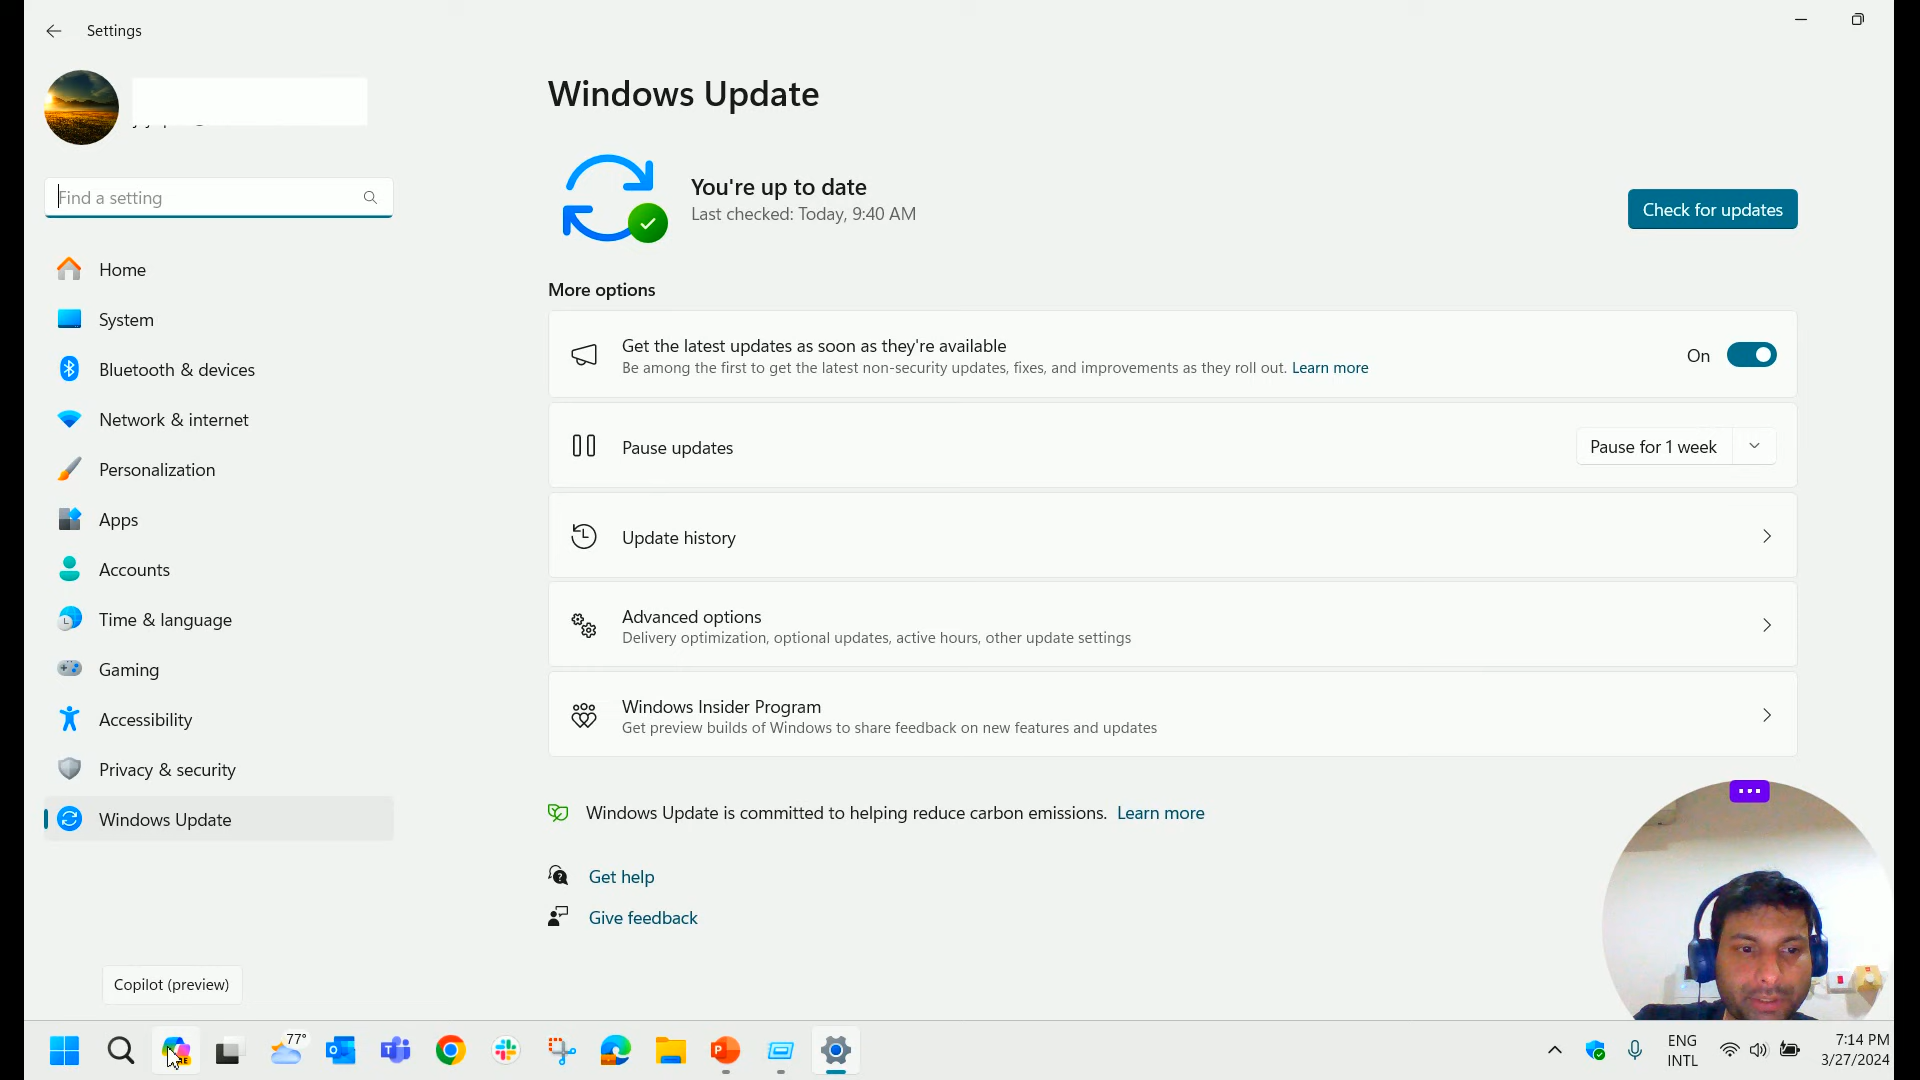 Settings
Windows Update
You're up to date
Last checked: Today, 9:40 AM
Check for updates
Find a setting
Home
System
Bluetooth & devices
Network & internet
Personalization
Apps
Accounts
Time & language
Gaming
Accessibility
Privacy & security
Windows Update
More options
Get the latest updates as soon as they're available
Be among the first to get the latest non-security updates, fixes, and improvements as they roll out. Learn more
On
Pause updates
Pause for 1 week
Update history
Advanced options
Delivery optimization, optional updates, active hours, other update settings
Windows Insider Program
Get preview builds of Windows to share feedback on new features and updates
Windows Update is committed to helping reduce carbon emissions. Learn more
Get help
Give feedback
Copilot (preview)
77°
ENG
INTL
7:14 PM
3/27/2024